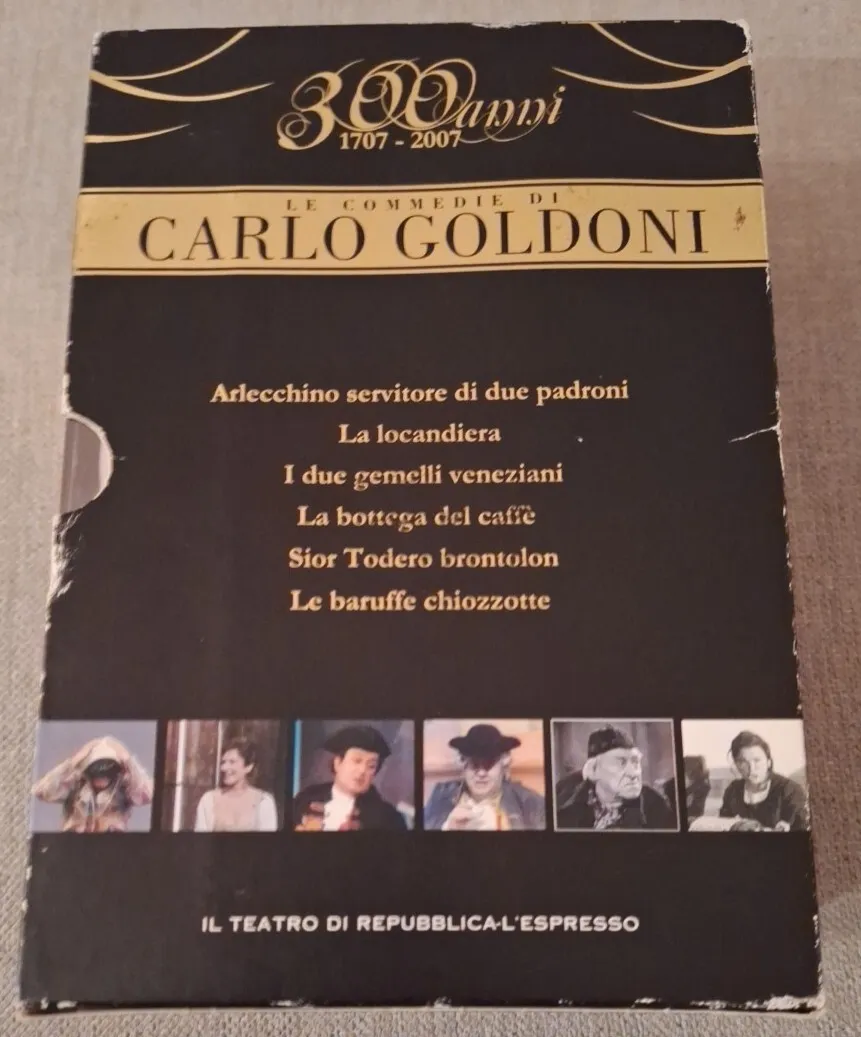 300 anni
1707 - 2007
LE COMMEDIE DI
CARLO GOLDONI
Arlecchino servitore di due padroni
La locandiera
I due gemelli veneziani
La bottega del caffè
Sior Todero brontolon
Le baruffe chiozzotte
IL TEATRO DI REPUBBLICA-L'ESPRESSO